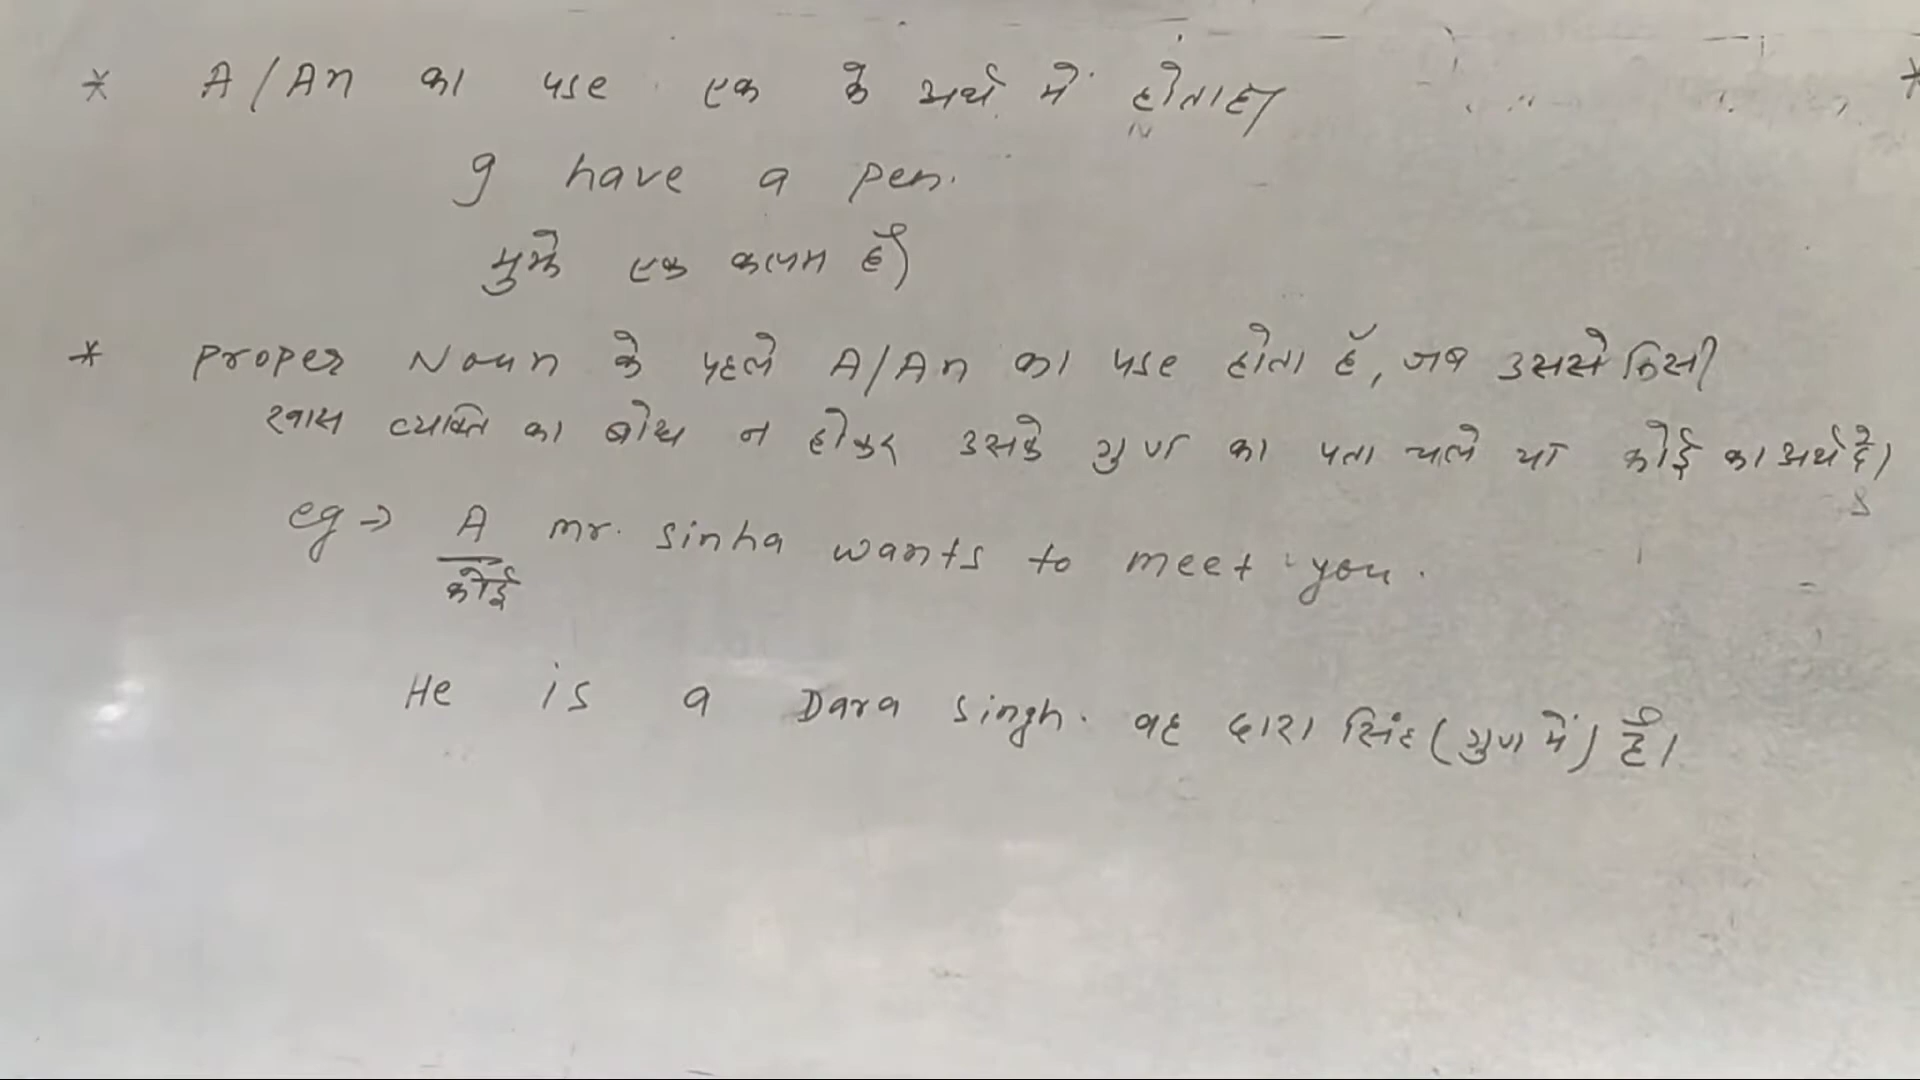 * A/An का use एक के अर्थ में होता है।
I have a pen.
मुझे एक कलम है।
* Proper Noun के पहले A/An का use होता है, जब उससे किसी
खास व्यक्ति का बोध न होकर उसके गुण का पता चले या कोई का अर्थ दे।
eg → A mr. sinha wants to meet you.
कोई
He is a Dara singh. वह दारा सिंह (गुण में) है।